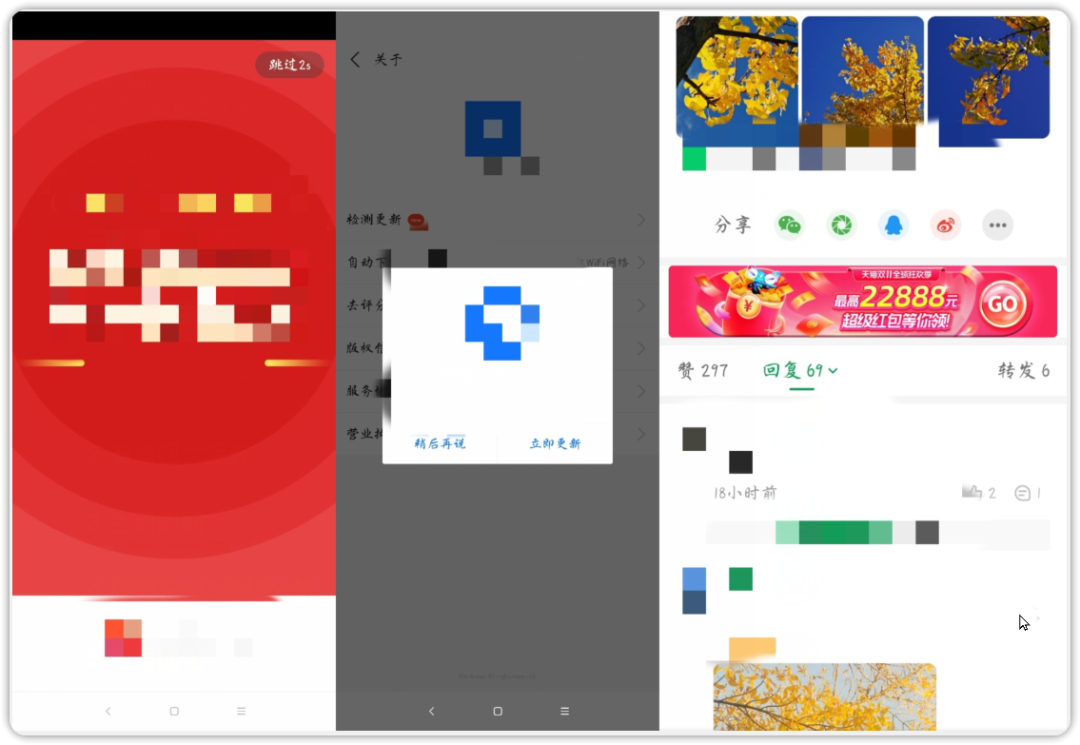 跳过2s
关于
检测更新
自动下
WiFi网络
去评分
版权信
服务
营业执
稍后再说
立即更新
分享
天猫双11全球狂欢季
最高22888元
超级红包等你领!
GO
赞 297
回复 69
转发 6
18小时前
2
1